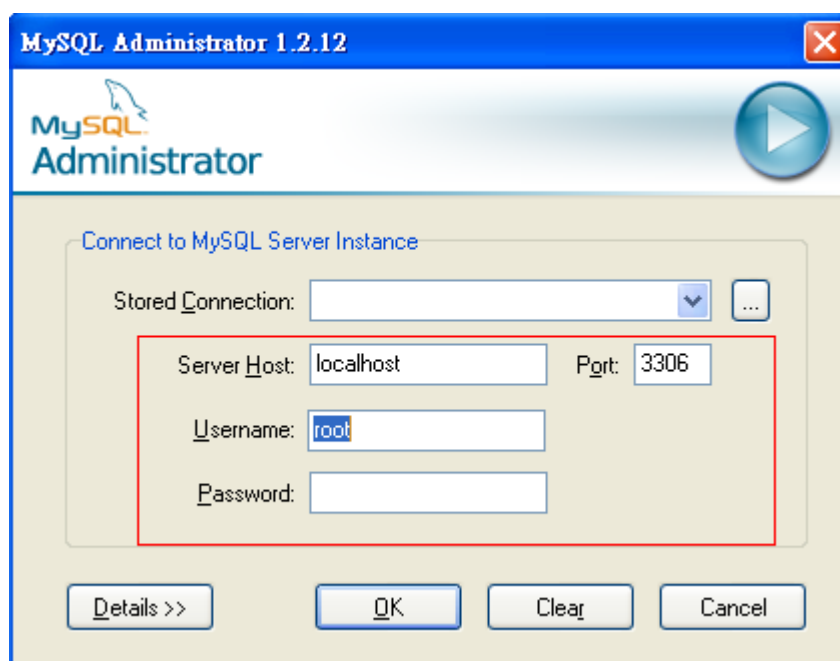 MySQL Administrator 1.2.12
MySQL
Administrator
Connect to MySQL Server Instance
Stored Connection:
...
Server Host: localhost Port: 3306
Username: root
Password:
Details >> OK Clear Cancel